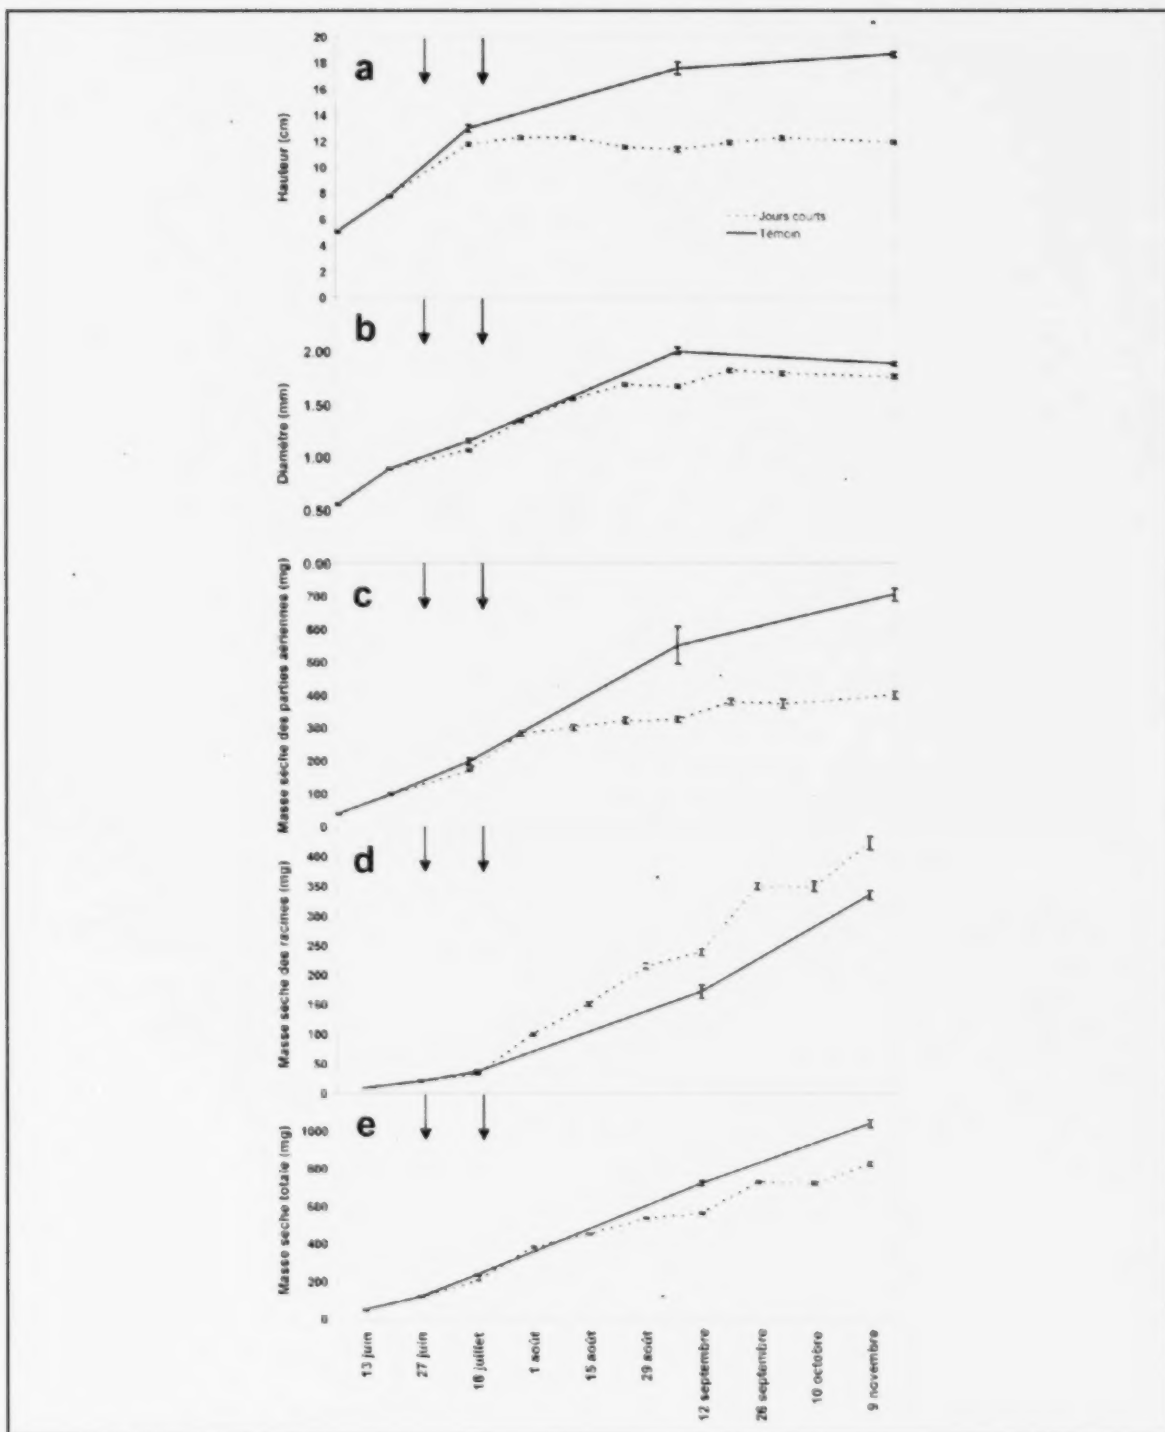 a
Hauteur (cm)
20
18
16
14
12
10
8
6
4
2
0
Jours courts
Témoin
b
Diamètre (mm)
2.00
1.50
1.00
0.50
0.00
c
Masse sèche des parties aériennes (mg)
700
600
500
400
300
200
100
0
d
Masse sèche des racines (mg)
400
350
300
250
200
150
100
50
0
e
Masse sèche totale (mg)
1000
800
600
400
200
0
13 juin
27 juin
18 juillet
1 août
15 août
29 août
12 septembre
26 septembre
10 octobre
9 novembre